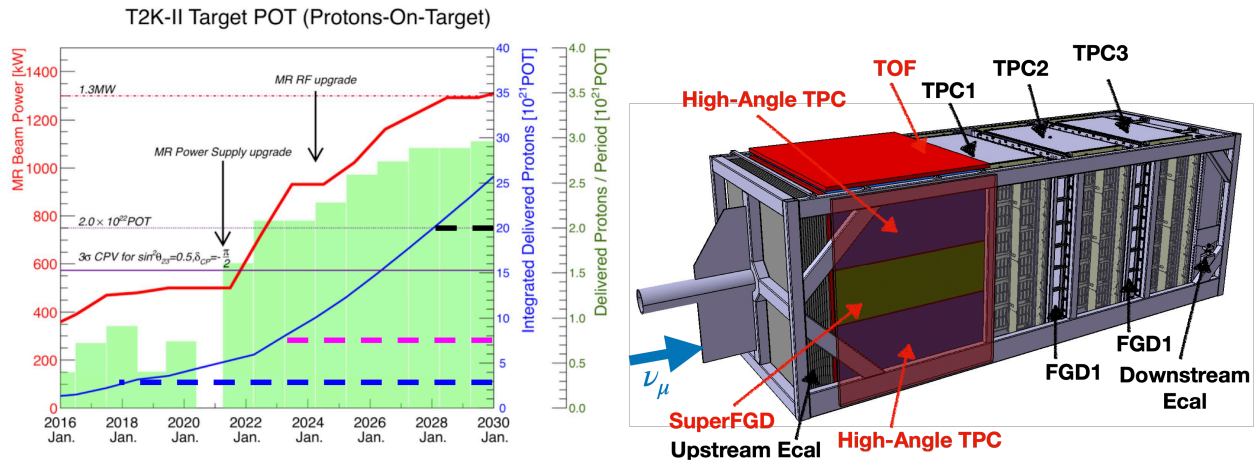 T2K-II Target POT (Protons-On-Target)
MR Beam Power [kW]
1400
1200
1000
800
600
400
200
0
1.3MW
MR RF upgrade
MR Power Supply upgrade
2.0 × 10²²POT
3σ CPV for sin²θ₂₃=0.5,δCP=-π/2
2016
Jan.
2018
Jan.
2020
Jan.
2022
Jan.
2024
Jan.
2026
Jan.
2028
Jan.
2030
Jan.
40
35
30
25
20
15
10
5
0
Integrated Delivered Protons [10²¹POT]
4.0
3.5
3.0
2.5
2.0
1.5
1.0
0.5
0.0
Delivered Protons / Period [10²¹POT]
TOF
High-Angle TPC
TPC1
TPC2
TPC3
νμ
SuperFGD
Upstream Ecal
High-Angle TPC
FGD1
FGD1
Downstream
Ecal